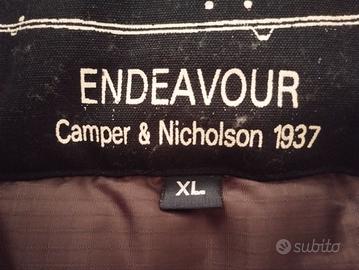 ENDEAVOUR
Camper & Nicholson 1937
XL
subito